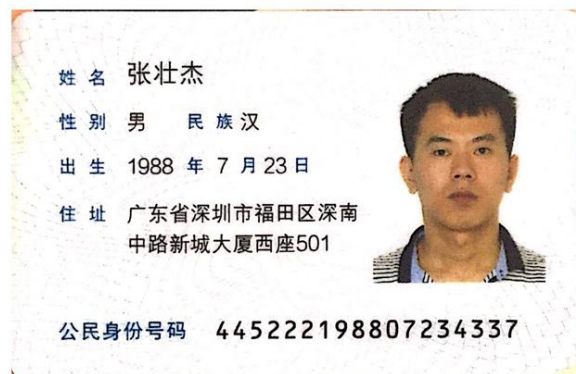 姓名 张壮杰
性别 男 民族 汉
出生 1988 年 7 月 23 日
住址 广东省深圳市福田区深南
中路新城大厦西座501
公民身份号码 445222198807234337